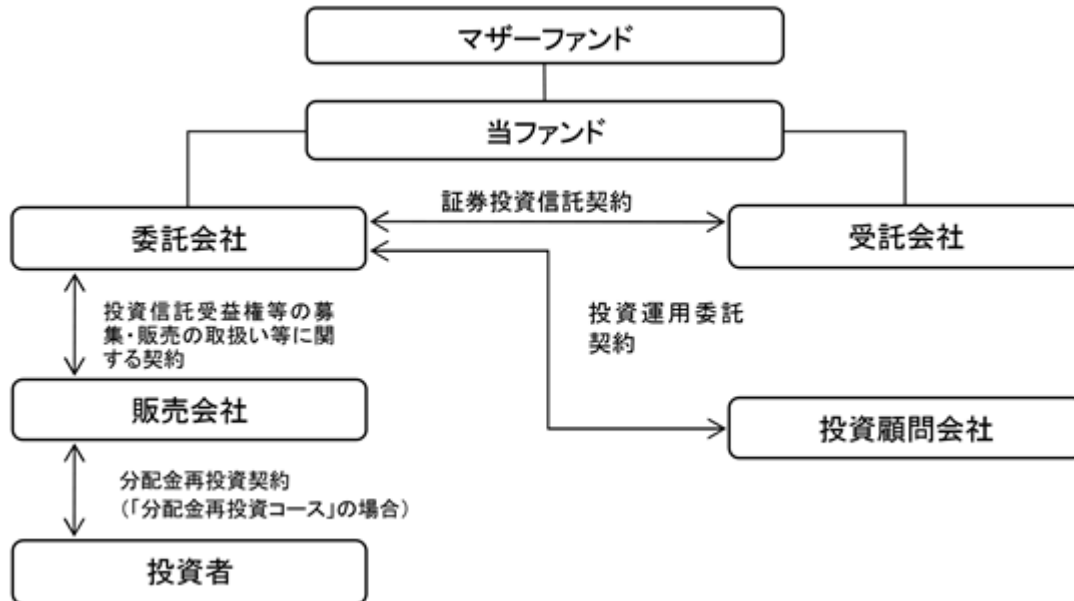 マザーファンド
当ファンド
証券投資信託契約
委託会社
受託会社
投資信託受益権等の募
集・販売の取扱い等に関
する契約
投資運用委託
契約
販売会社
投資顧問会社
分配金再投資契約
(「分配金再投資コース」の場合)
投資者